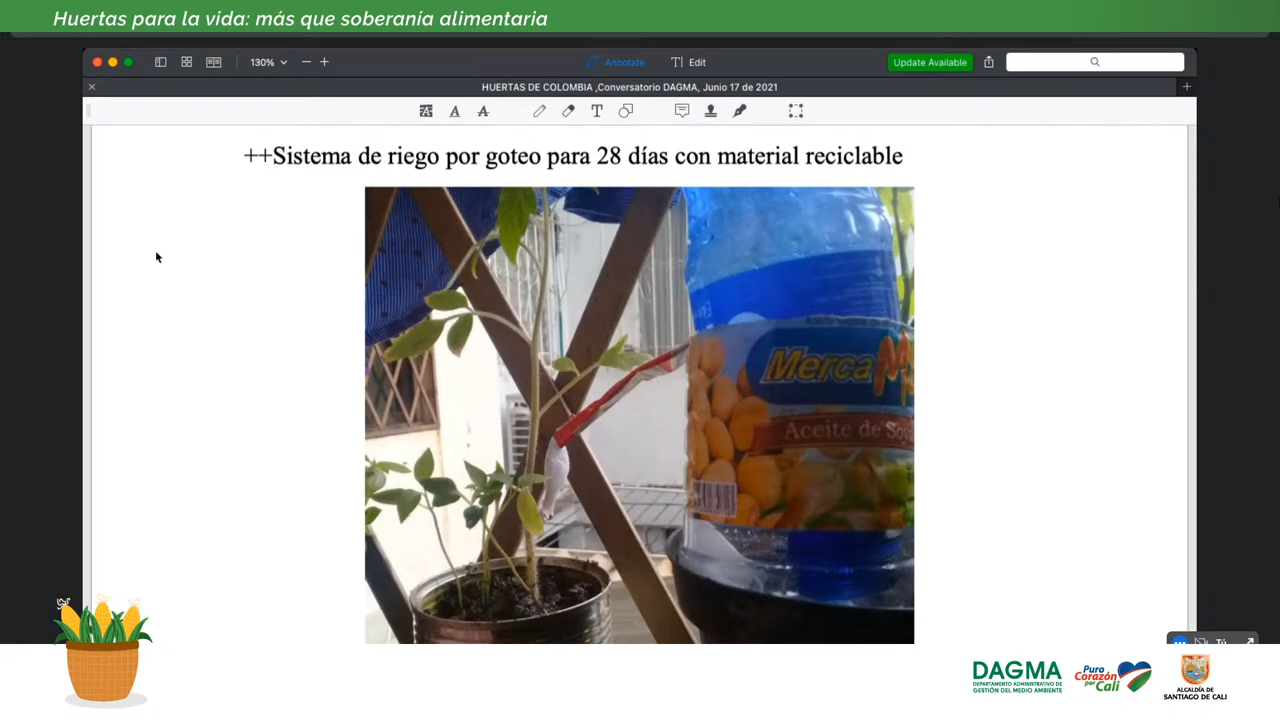 Huertas para la vida: más que soberanía alimentaria
130%
Annotate
Edit
Update Available
HUERTAS DE COLOMBIA ,Conversatorio DAGMA, Junio 17 de 2021
++Sistema de riego por goteo para 28 días con material reciclable
Merca
Aceite de
Tú
DAGMA
DEPARTAMENTO ADMINISTRATIVO DE
GESTIÓN DEL MEDIO AMBIENTE
Puro
Corazón
por Cali
ALCALDÍA DE
SANTIAGO DE CALI